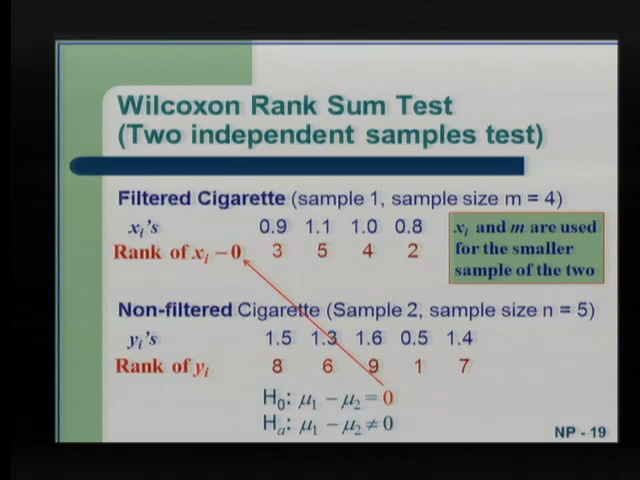 Wilcoxon Rank Sum Test
(Two independent samples test)
Filtered Cigarette (sample 1, sample size m = 4)
xᵢ's 0.9 1.1 1.0 0.8
Rank of xᵢ – 0 3 5 4 2
xᵢ and m are used
for the smaller
sample of the two
Non-filtered Cigarette (Sample 2, sample size n = 5)
yᵢ's 1.5 1.3 1.6 0.5 1.4
Rank of yᵢ 8 6 9 1 7
H₀: μ₁ – μ₂ = 0
Hₐ: μ₁ – μ₂ ≠ 0
NP - 19